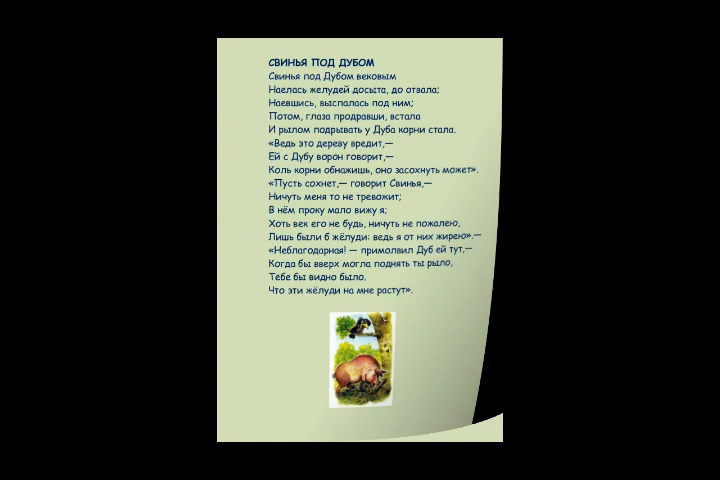 СВИНЬЯ ПОД ДУБОМ
Свинья под Дубом вековым
Наелась желудей досыта, до отвала;
Наевшись, выспалась под ним;
Потом, глаза продравши, встала
И рылом подрывать у Дуба корни стала.
«Ведь это дереву вредит,—
Ей с Дубу ворон говорит,—
Коль корни обнажишь, оно засохнуть может».
«Пусть сохнет,— говорит Свинья,—
Ничуть меня то не тревожит;
В нём проку мало вижу я;
Хоть век его не будь, ничуть не пожалею,
Лишь были б жёлуди: ведь я от них жирею».—
«Неблагодарная! — примолвил Дуб ей тут,—
Когда бы вверх могла поднять ты рыло,
Тебе бы видно было.
Что эти жёлуди на мне растут».